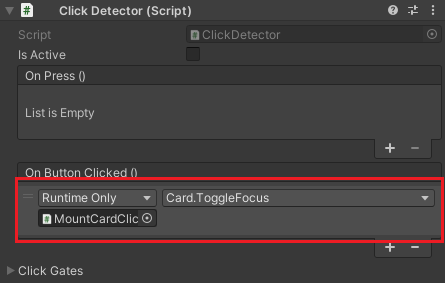 Click Detector (Script)
Script
ClickDetector
Is Active
On Press ()
List is Empty
On Button Clicked ()
Runtime Only
Card.ToggleFocus
MountCardClic
Click Gates